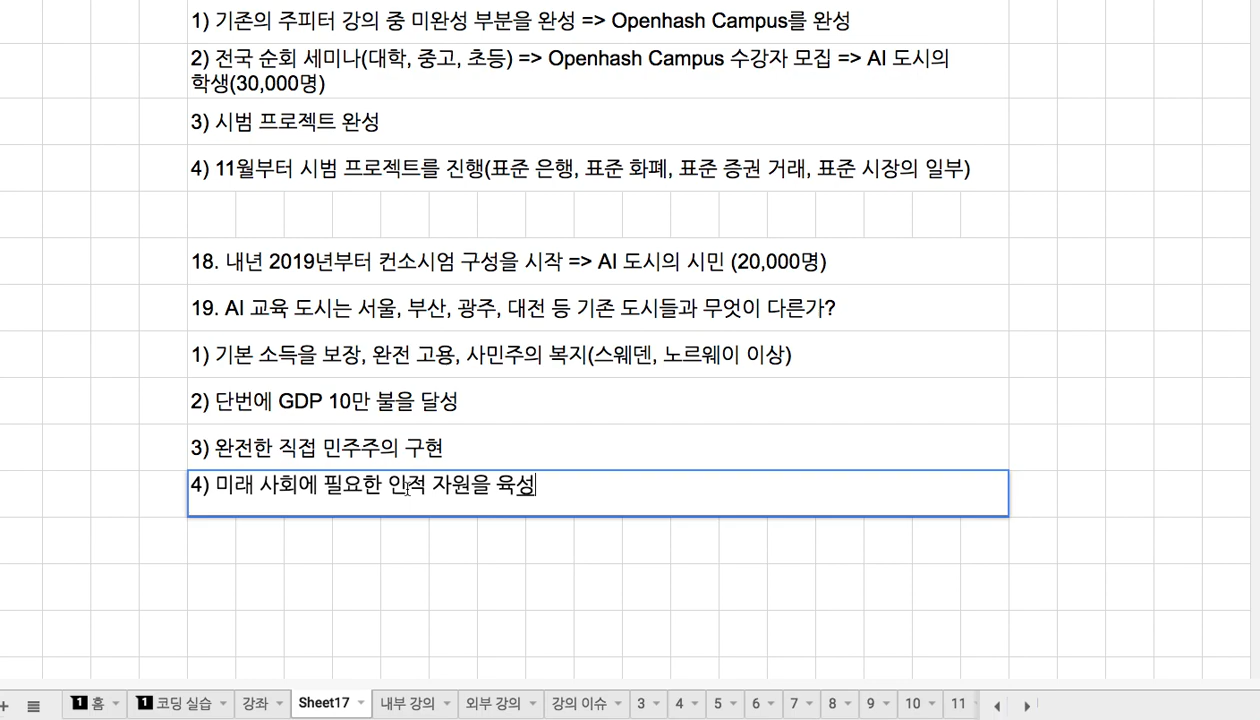 1) 기존의 주피터 강의 중 미완성 부분을 완성 => Openhash Campus를 완성
2) 전국 순회 세미나(대학, 중고, 초등) => Openhash Campus 수강자 모집 => AI 도시의
학생(30,000명)
3) 시범 프로젝트 완성
4) 11월부터 시범 프로젝트를 진행(표준 은행, 표준 화폐, 표준 증권 거래, 표준 시장의 일부)
18. 내년 2019년부터 컨소시엄 구성을 시작 => AI 도시의 시민 (20,000명)
19. AI 교육 도시는 서울, 부산, 광주, 대전 등 기존 도시들과 무엇이 다른가?
1) 기본 소득을 보장, 완전 고용, 사민주의 복지(스웨덴, 노르웨이 이상)
2) 단번에 GDP 10만 불을 달성
3) 완전한 직접 민주주의 구현
4) 미래 사회에 필요한 인적 자원을 육성
1 홈 1 코딩 실습 강좌 Sheet17 내부 강의 외부 강의 강의 이슈 3 4 5 6 7 8 9 10 11